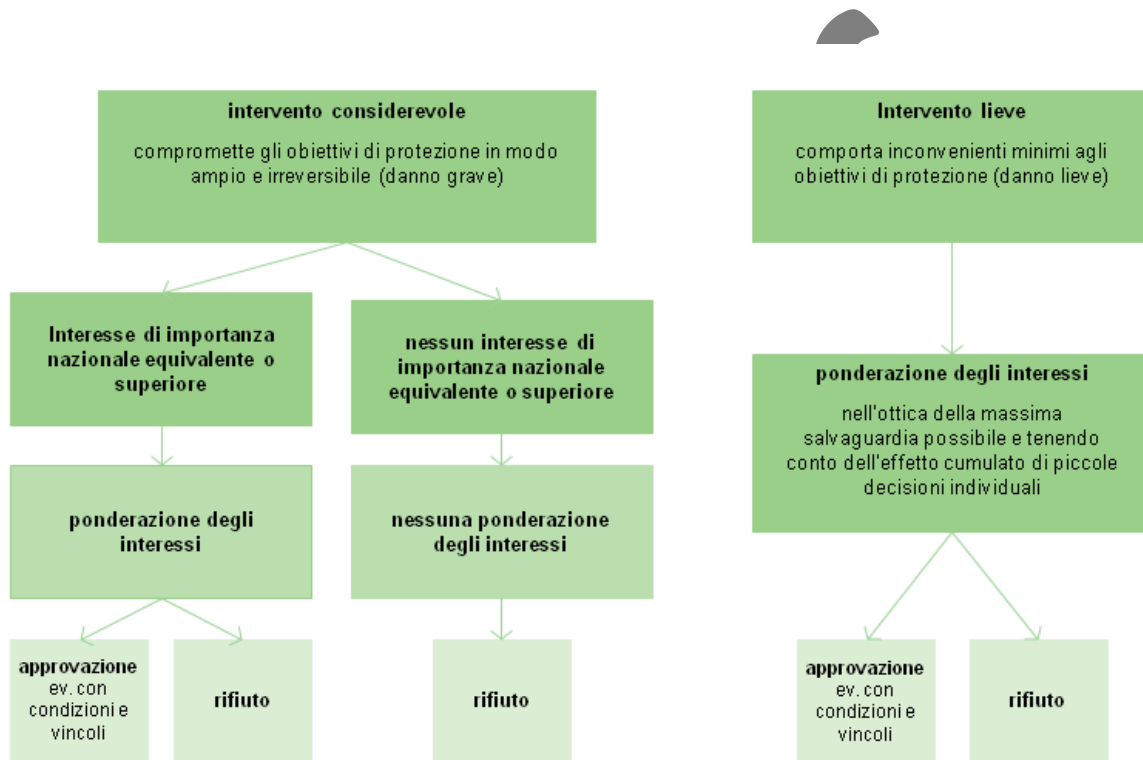 intervento considerevole
compromette gli obiettivi di protezione in modo
ampio e irreversibile (danno grave)
Intervento lieve
comporta inconvenienti minimi agli
obiettivi di protezione (danno lieve)
Interesse di importanza
nazionale equivalente o
superiore
nessun interesse di
importanza nazionale
equivalente o superiore
ponderazione degli interessi
nell'ottica della massima
salvaguardia possibile e tenendo
conto dell'effetto cumulato di piccole
decisioni individuali
ponderazione degli
interessi
nessuna ponderazione
degli interessi
approvazione
ev. con
condizioni e
vincoli
rifiuto
rifiuto
approvazione
ev. con
condizioni e
vincoli
rifiuto